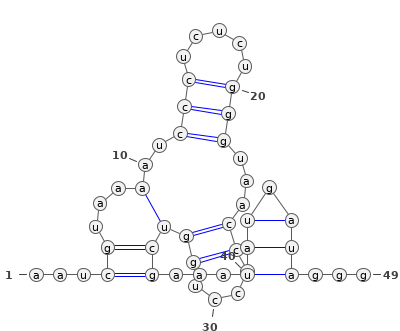 1
a a u c g u a a a
10
a u c c c u c u c u
20
g g g u a a c c u c
30
c u g g u c g a a a
40
u a u g a u a g g g
49